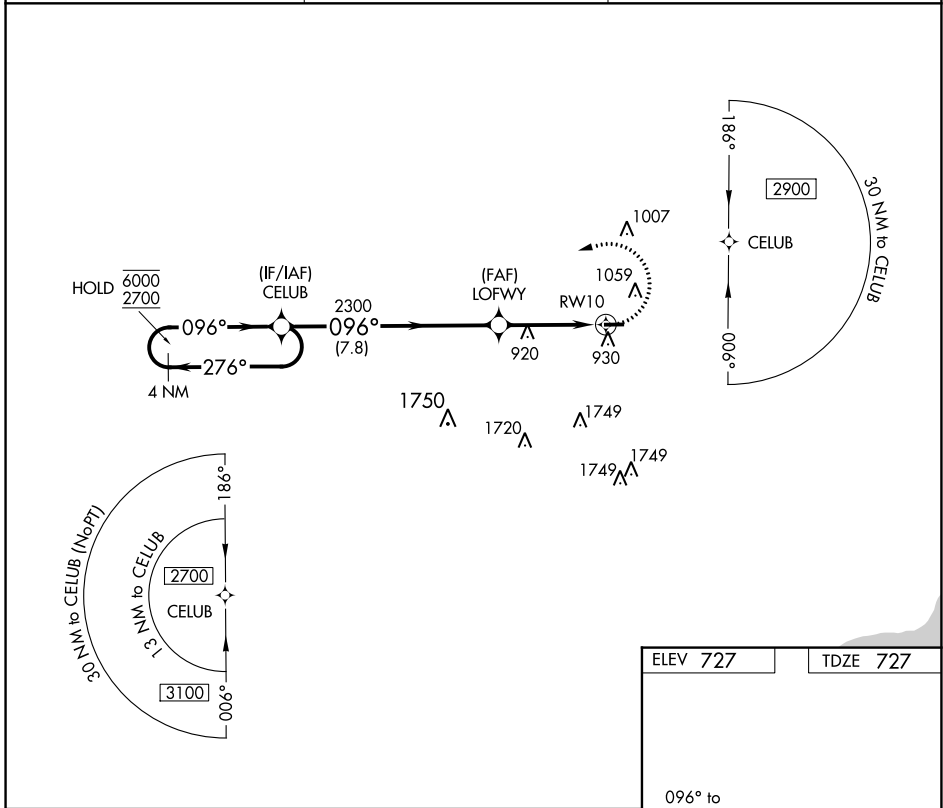 186°
2900
CELUB
30 NM to CELUB
006°
1007
1059
HOLD
6000
2700
(IF/IAF)
CELUB
2300
096°
096°
(7.8)
(FAF)
LOFWY
RW10
920
930
276°
4 NM
1750
1720
1749
1749
1749
30 NM to CELUB (NoPT)
13 NM to CELUB
186°
2700
CELUB
3100
006°
ELEV 727
TDZE 727
096° to